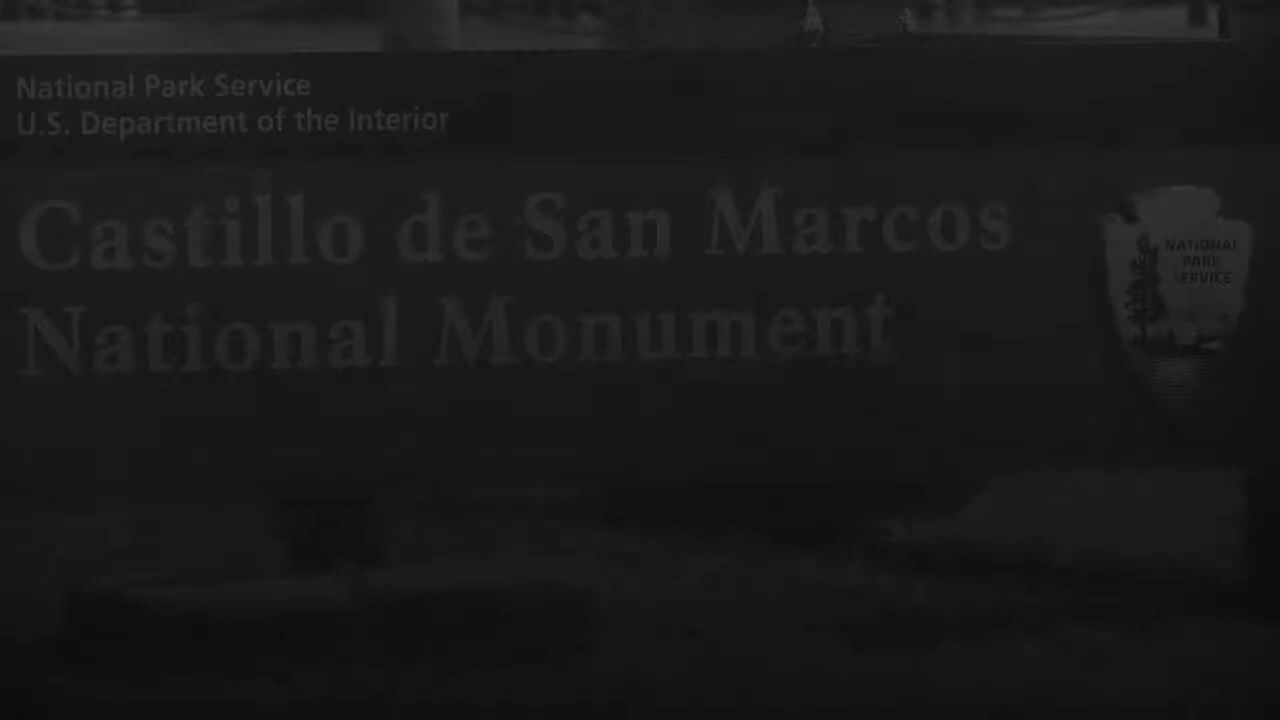 National Park Service
U.S. Department of the Interior
Castillo de San Marcos
National Monument
NATIONAL
PARK
SERVICE